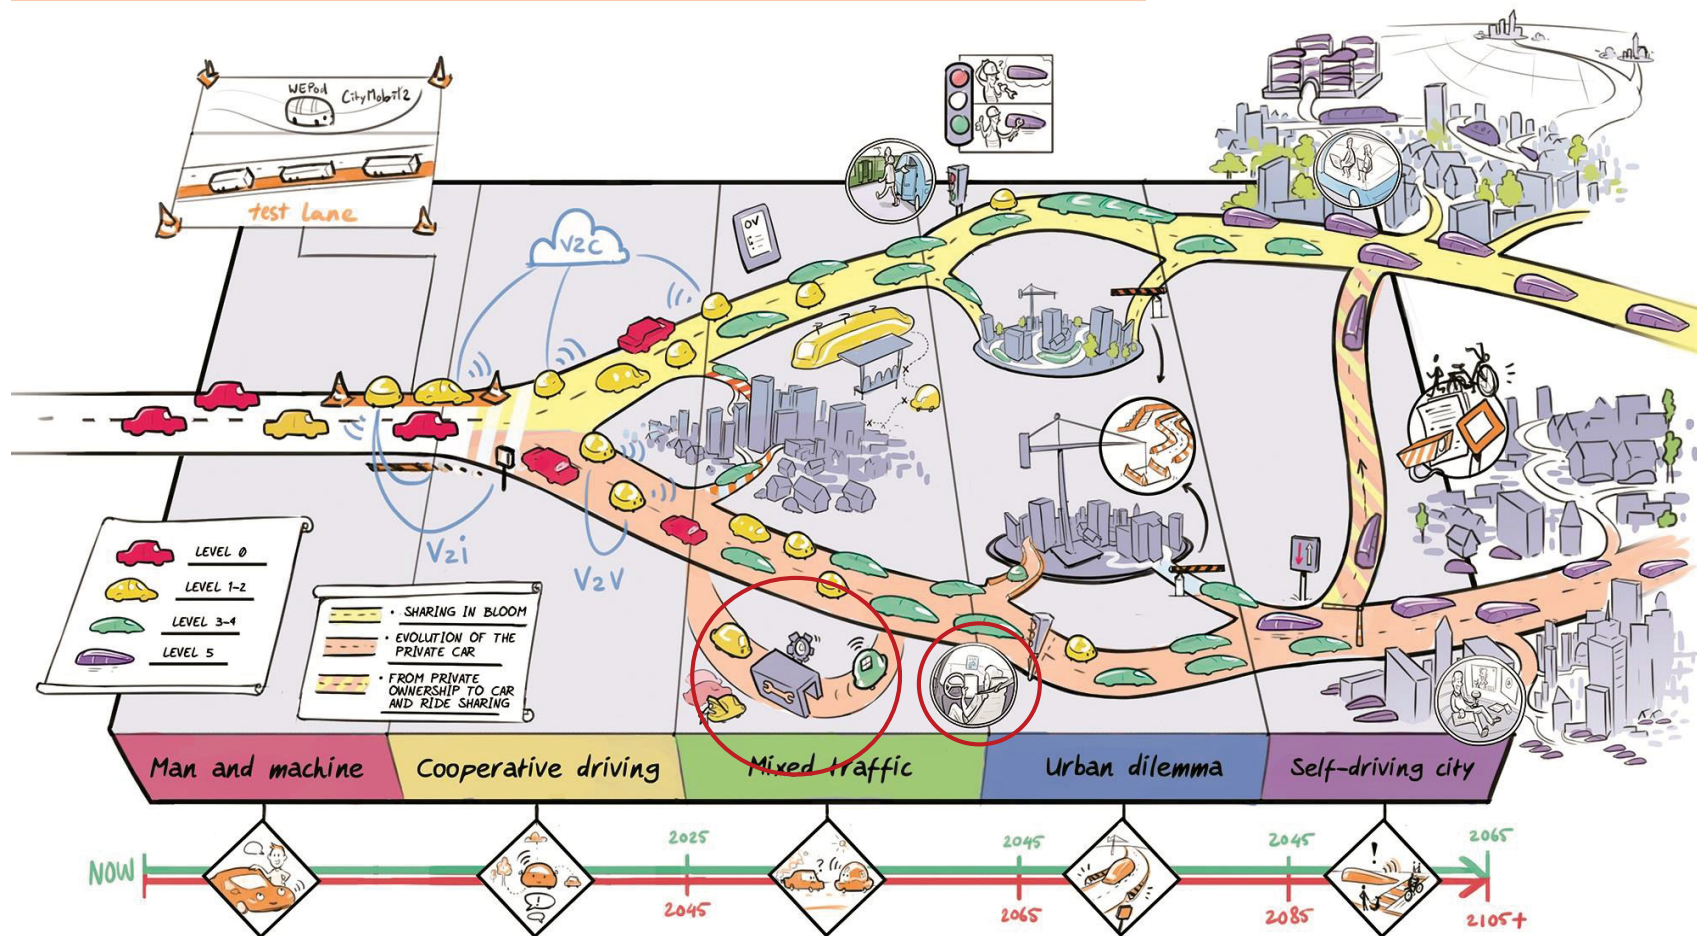 WEPod
CityMobil2
test lane
V2C
OV
V2i
V2V
LEVEL 0
LEVEL 1-2
LEVEL 3-4
LEVEL 5
• SHARING IN BLOOM
• EVOLUTION OF THE
PRIVATE CAR
• FROM PRIVATE
OWNERSHIP TO CAR
AND RIDE SHARING
Man and machine
Cooperative driving
Mixed traffic
Urban dilemma
Self-driving city
NOW
2025
2045
2045
2065
2045
2065
2085
2105+